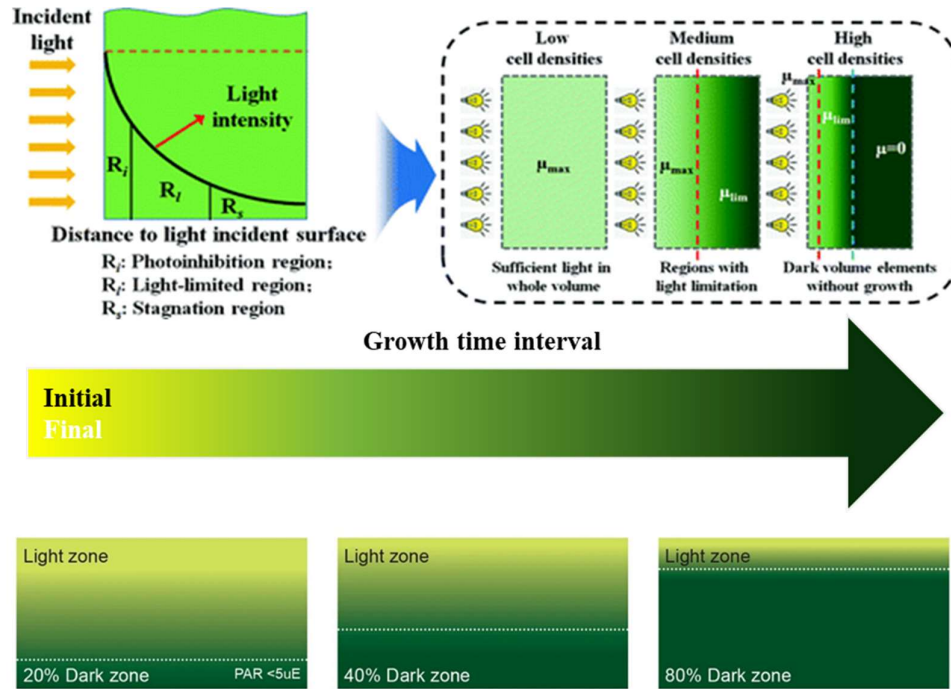 Incident
light
Light
intensity
Ri
Rl
Rs
Distance to light incident surface
Ri: Photoinhibition region;
Rl: Light-limited region;
Rs: Stagnation region
Low
cell densities
Medium
cell densities
High
cell densities
μmax
μmax
μlim
μmax
μlim
μ=0
Sufficient light in
whole volume
Regions with
light limitation
Dark volume elements
without growth
Growth time interval
Initial
Final
Light zone
20% Dark zone
PAR <5uE
Light zone
40% Dark zone
Light zone
80% Dark zone